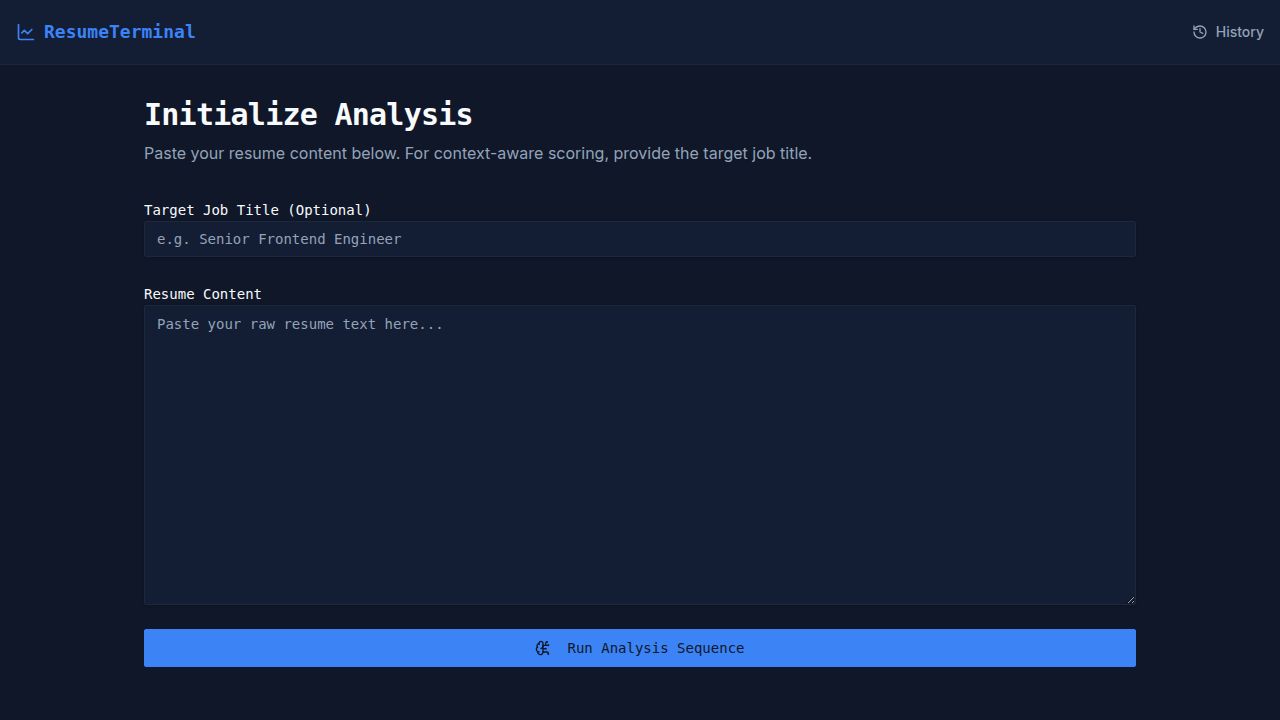 ResumeTerminal
History
Initialize Analysis
Paste your resume content below. For context-aware scoring, provide the target job title.
Target Job Title (Optional)
e.g. Senior Frontend Engineer
Resume Content
Paste your raw resume text here...
Run Analysis Sequence